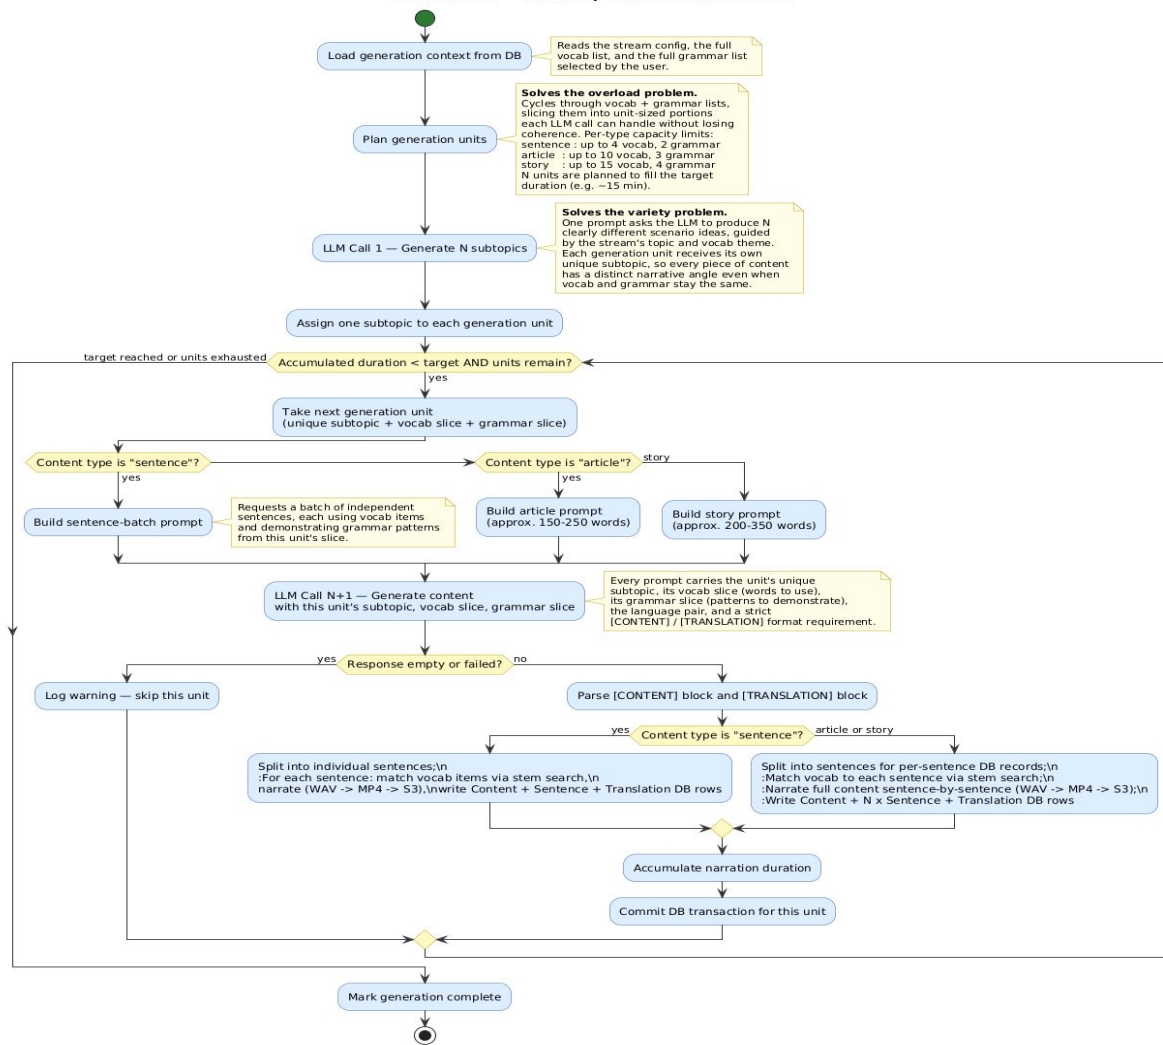 Load generation context from DB
Reads the stream config, the full
vocab list, and the full grammar list
selected by the user.
Plan generation units
Solves the overload problem.
Cycles through vocab + grammar lists,
slicing them into unit-sized portions
each LLM call can handle without losing
coherence. Per-type capacity limits:
sentence : up to 4 vocab, 2 grammar
article : up to 10 vocab, 3 grammar
story : up to 15 vocab, 4 grammar
N units are planned to fill the target
duration (e.g. ~15 min).
LLM Call 1 — Generate N subtopics
Solves the variety problem.
One prompt asks the LLM to produce N
clearly different scenario ideas, guided
by the stream's topic and vocab theme.
Each generation unit receives its own
unique subtopic, so every piece of content
has a distinct narrative angle even when
vocab and grammar stay the same.
Assign one subtopic to each generation unit
target reached or units exhausted
Accumulated duration < target AND units remain?
yes
Take next generation unit
(unique subtopic + vocab slice + grammar slice)
Content type is "sentence"?
Content type is "article"?
story
yes
yes
Build sentence-batch prompt
Requests a batch of independent
sentences, each using vocab items
and demonstrating grammar patterns
from this unit's slice.
Build article prompt
(approx. 150-250 words)
Build story prompt
(approx. 200-350 words)
LLM Call N+1 — Generate content
with this unit's subtopic, vocab slice, grammar slice
Every prompt carries the unit's unique
subtopic, its vocab slice (words to use),
its grammar slice (patterns to demonstrate),
the language pair, and a strict
[CONTENT] / [TRANSLATION] format requirement.
yes
Response empty or failed?
no
Log warning — skip this unit
Parse [CONTENT] block and [TRANSLATION] block
yes
Content type is "sentence"?
article or story
Split into individual sentences;\n
:For each sentence: match vocab items via stem search,\n
narrate (WAV -> MP4 -> S3),\nwrite Content + Sentence + Translation DB rows
Split into sentences for per-sentence DB records;\n
:Match vocab to each sentence via stem search;\n
:Narrate full content sentence-by-sentence (WAV -> MP4 -> S3);\n
:Write Content + N x Sentence + Translation DB rows
Accumulate narration duration
Commit DB transaction for this unit
Mark generation complete